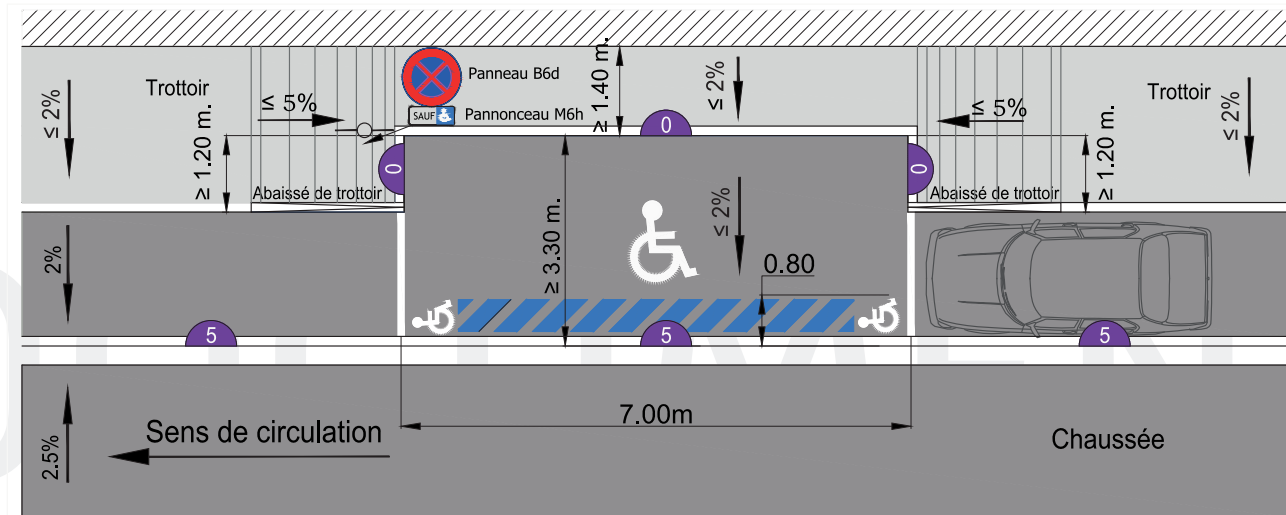 Trottoir
≤ 2%
≤ 5%
≥ 1.20 m.
Abaissé de trottoir
Panneau B6d
SAUF
Pannonceau M6h
≥ 1.40 m.
≤ 2%
0
0
0
≤ 5%
Trottoir
≤ 2%
≥ 1.20 m.
Abaissé de trottoir
2%
≥ 3.30 m.
≤ 2%
0.80
5
5
5
7.00m
2.5%
Sens de circulation
Chaussée